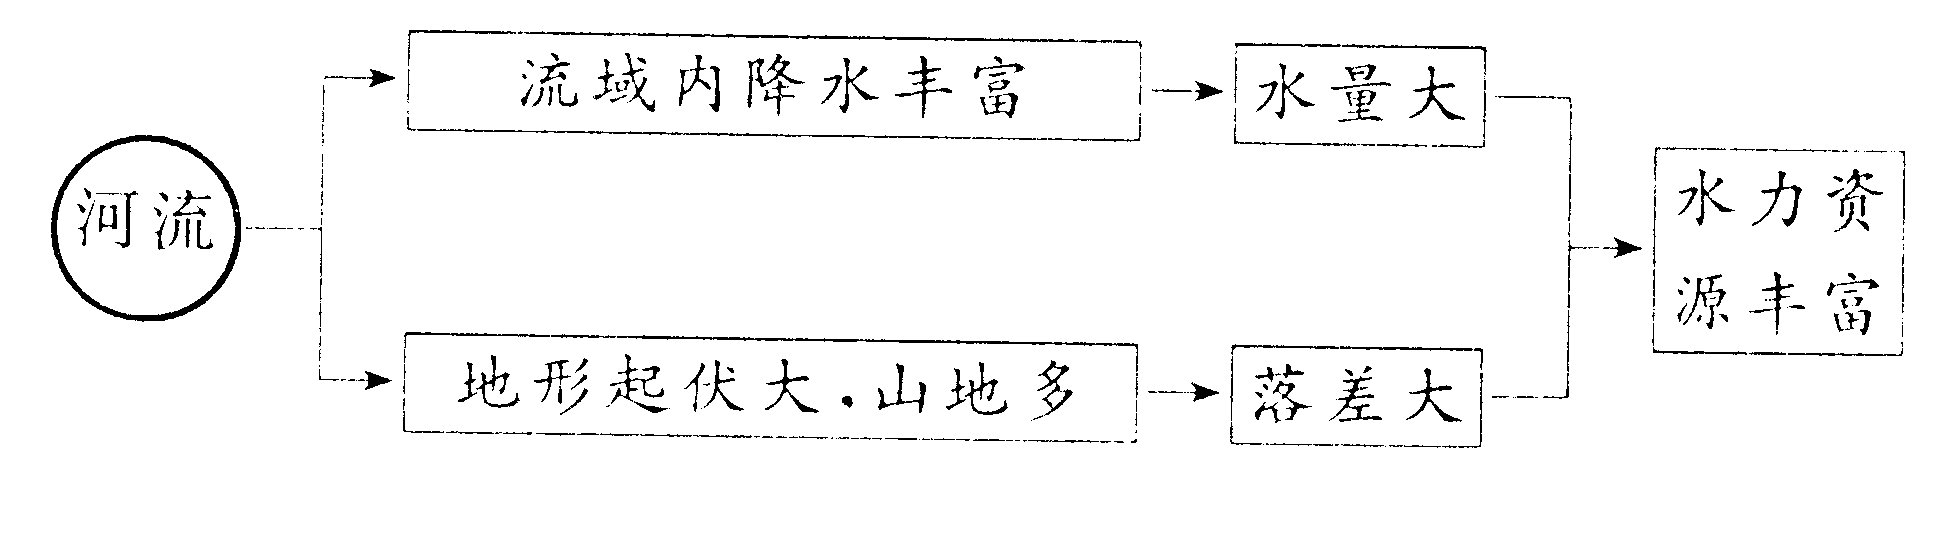 河流
流域内降水丰富
水量大
地形起伏大.山地多
落差大
水力资
源丰富